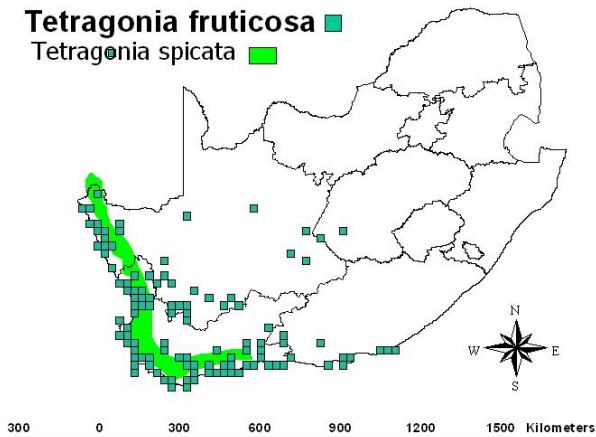 Tetragonia fruticosa
Tetragonia spicata
N
W E
S
300 0 300 600 900 1200 1500 Kilometers